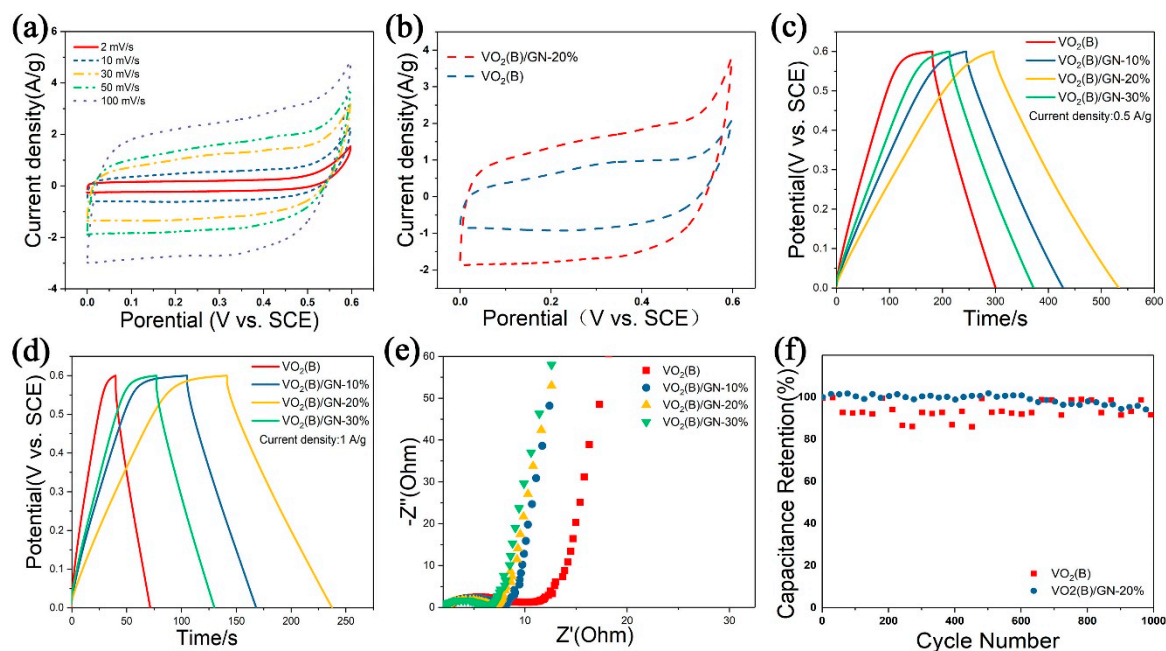 (a)
2 mV/s
10 mV/s
30 mV/s
50 mV/s
100 mV/s
Current density(A/g)
6
4
2
0
-2
-4
0.0 0.1 0.2 0.3 0.4 0.5 0.6
Porential (V vs. SCE)
(b)
VO₂(B)/GN-20%
VO₂(B)
Current density(A/g)
4
3
2
1
0
-1
-2
0.0 0.2 0.4 0.6
Porential（V vs. SCE）
(c)
VO₂(B)
VO₂(B)/GN-10%
VO₂(B)/GN-20%
VO₂(B)/GN-30%
Current density:0.5 A/g
Potential(V vs. SCE)
0.6
0.5
0.4
0.3
0.2
0.1
0.0
0 100 200 300 400 500 600
Time/s
(d)
VO₂(B)
VO₂(B)/GN-10%
VO₂(B)/GN-20%
VO₂(B)/GN-30%
Current density:1 A/g
Potential(V vs. SCE)
0.6
0.5
0.4
0.3
0.2
0.1
0.0
0 50 100 150 200 250
Time/s
(e)
VO₂(B)
VO₂(B)/GN-10%
VO₂(B)/GN-20%
VO₂(B)/GN-30%
-Z''(Ohm)
60
50
40
30
20
10
0
10 20 30
Z'(Ohm)
(f)
VO₂(B)
VO2(B)/GN-20%
Capacitance Retention(%)
100
80
60
40
20
0
0 200 400 600 800 1000
Cycle Number